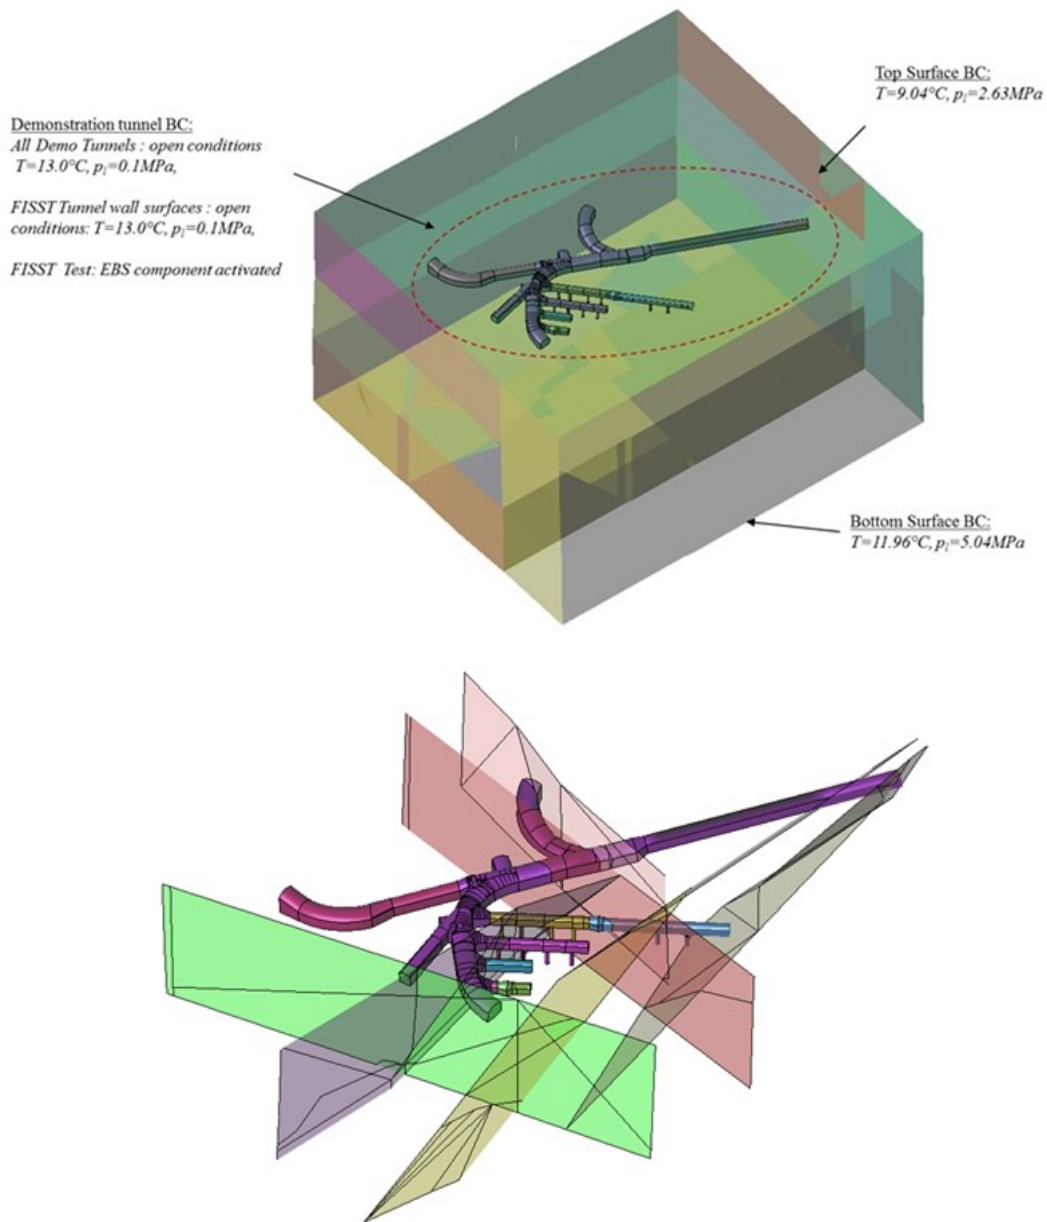 Top Surface BC:
T=9.04°C, pₗ=2.63MPa
Demonstration tunnel BC:
All Demo Tunnels : open conditions
T=13.0°C, pₗ=0.1MPa,
FISST Tunnel wall surfaces : open
conditions: T=13.0°C, pₗ=0.1MPa,
FISST Test: EBS component activated
Bottom Surface BC:
T=11.96°C, pₗ=5.04MPa